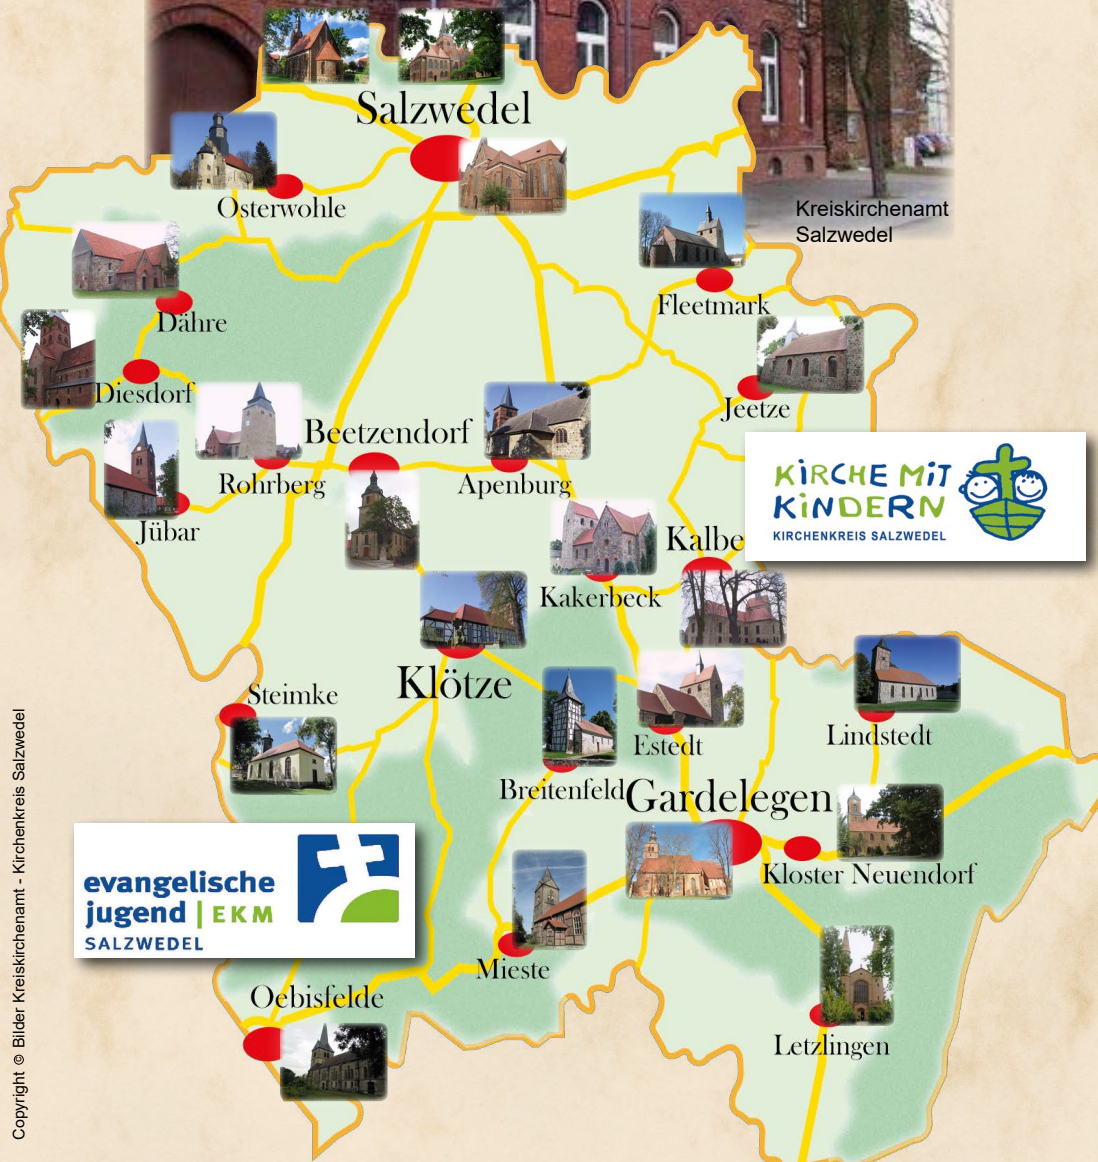 Salzwedel
Osterwohle
Kreiskirchenamt
Salzwedel
Fleetmark
Dähre
Diesdorf
Jeetze
Beetzendorf
Rohrberg
Apenburg
KiRCHE MiT
KiNDERN
KIRCHENKREIS SALZWEDEL
Jübar
Kalbe
Kakerbeck
Klötze
Steimke
Estedt
Lindstedt
Breitenfeld
Gardelegen
Kloster Neuendorf
evangelische
jugend | EKM
SALZWEDEL
Mieste
Oebisfelde
Letzlingen
Copyright © Bilder Kreiskirchenamt - Kirchenkreis Salzwedel